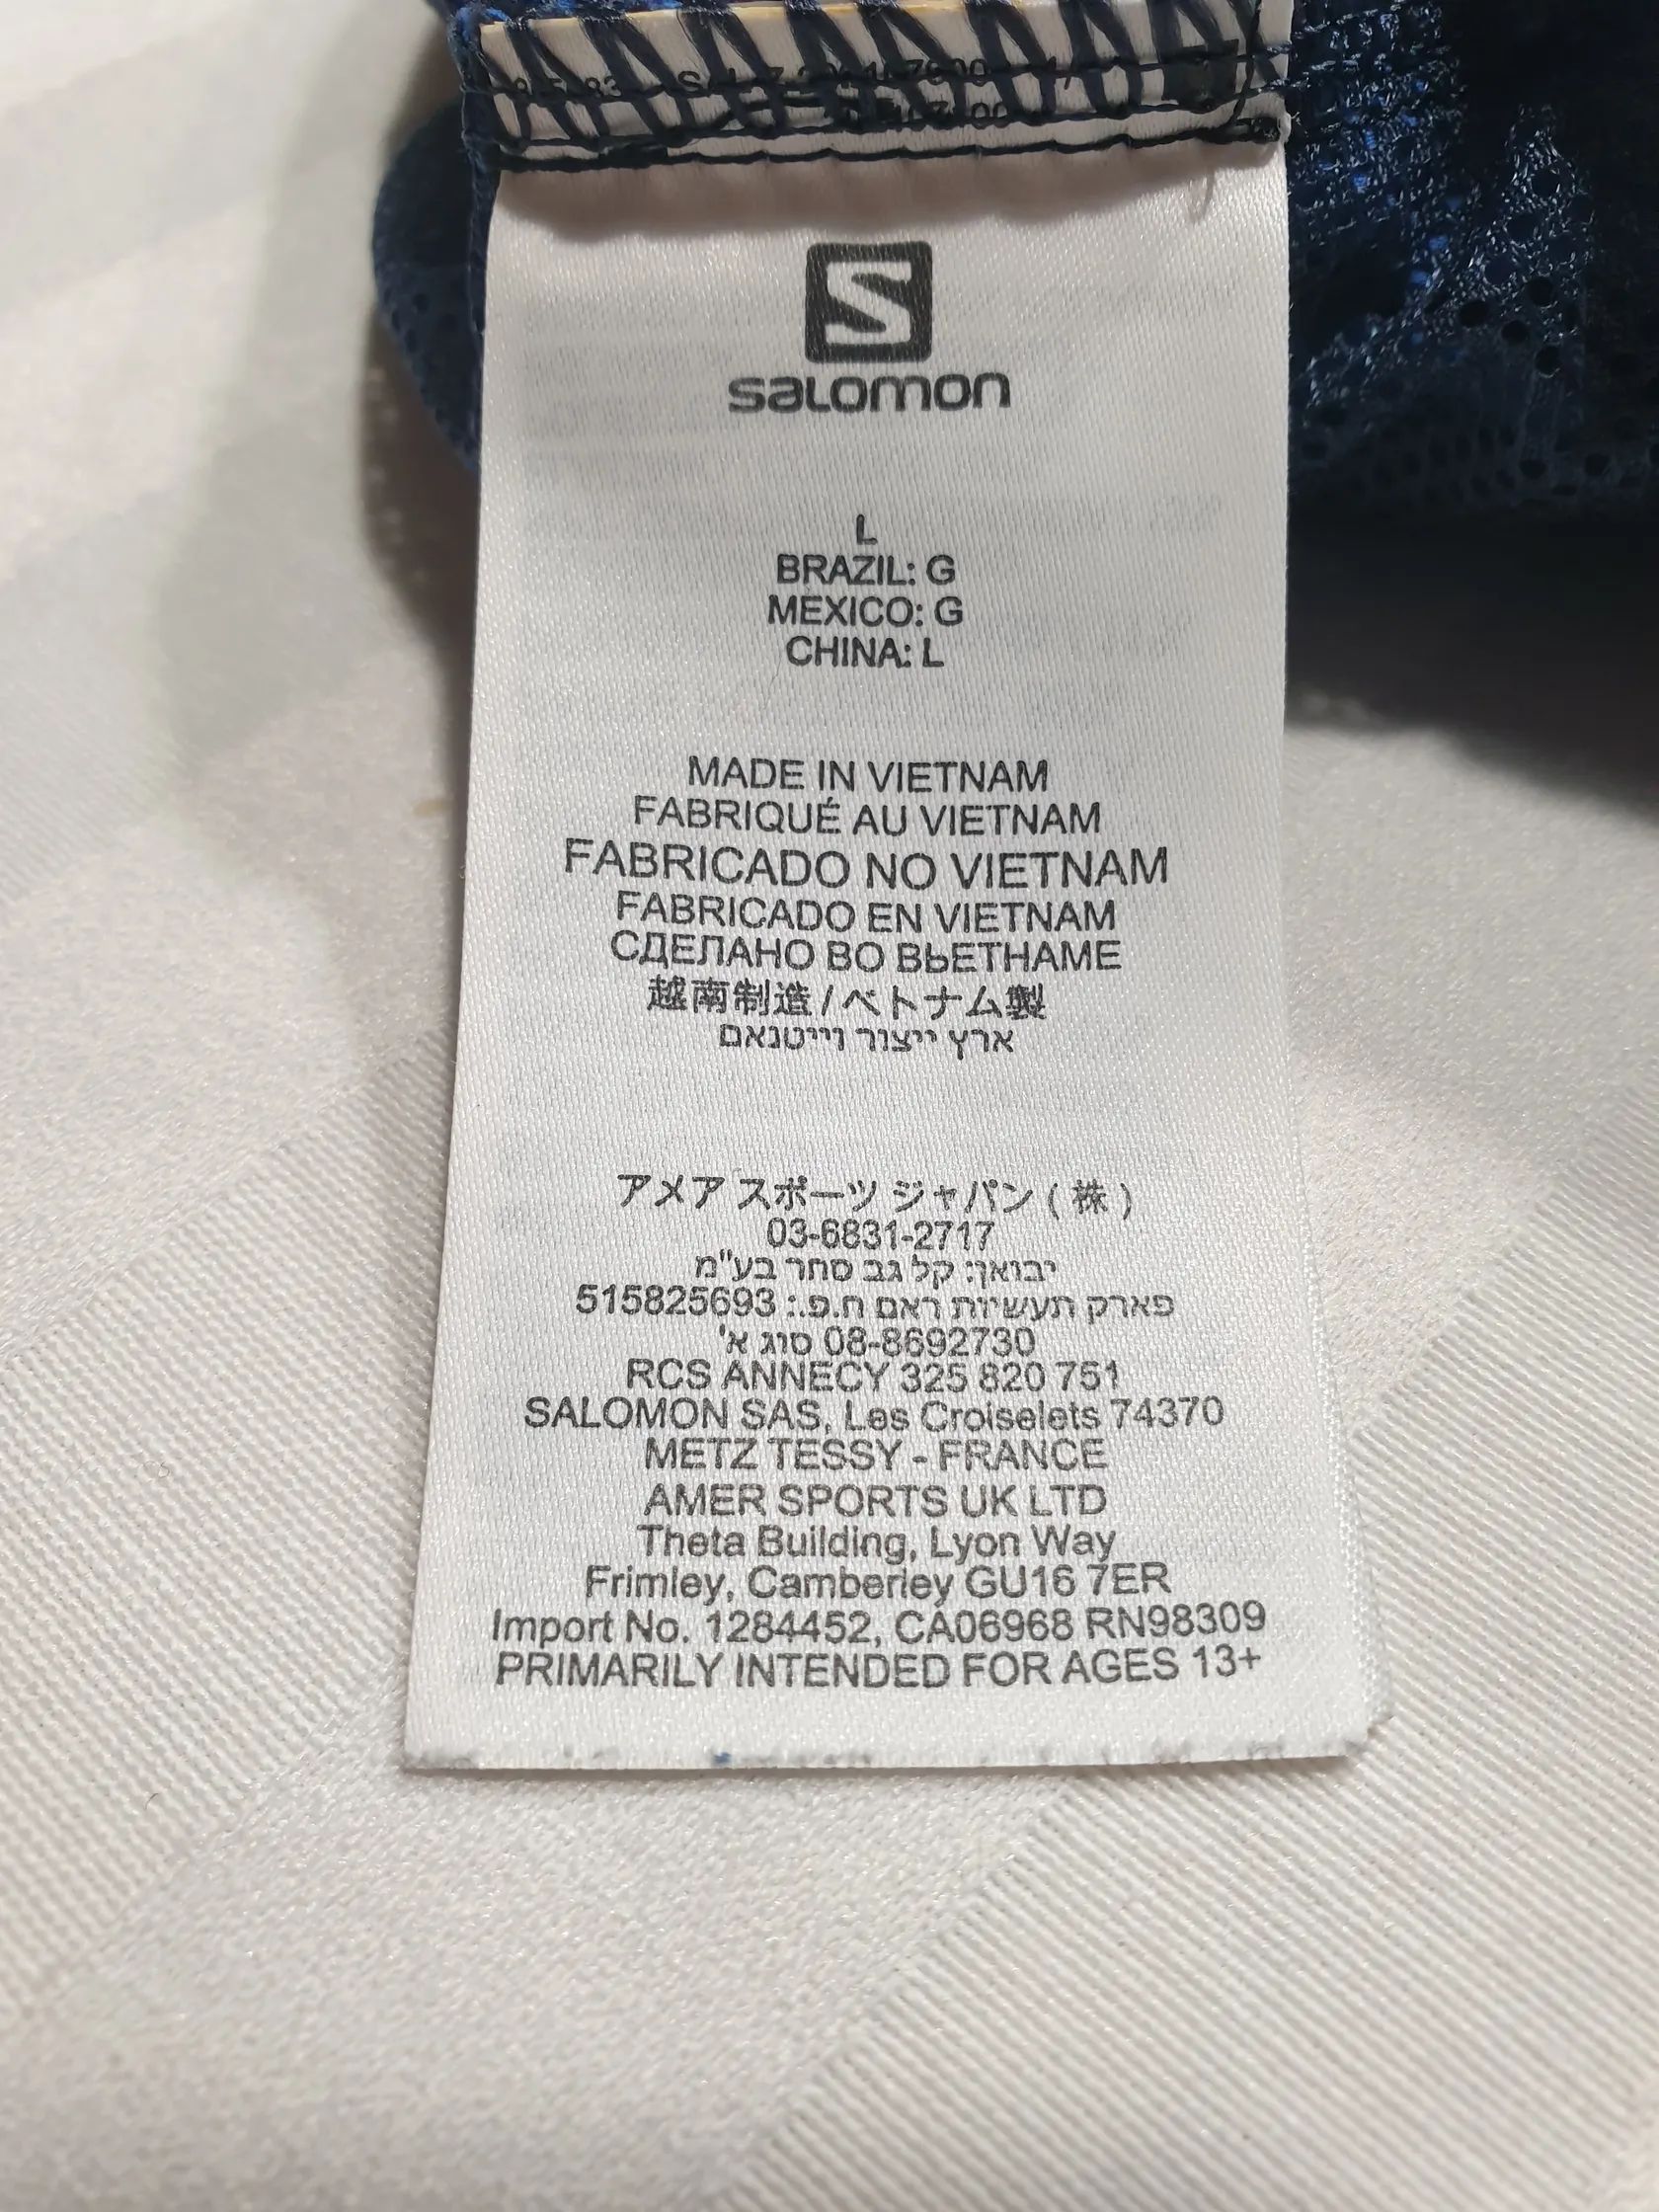 S
salomon
L
BRAZIL: G
MEXICO: G
CHINA: L
MADE IN VIETNAM
FABRIQUÉ AU VIETNAM
FABRICADO NO VIETNAM
FABRICADO EN VIETNAM
СДЕЛАНО ВО ВЬЕТНАМЕ
越南制造/ベトナム製
ארץ ייצור וייטנאם
アメア スポーツ ジャパン ( 株 )
03-6831-2717
יבואן: קל גב סחר בע"מ
פארק תעשיות ראם ח.פ.: 515825693
08-8692730 סוג א'
RCS ANNECY 325 820 751
SALOMON SAS, Les Croiselets 74370
METZ TESSY - FRANCE
AMER SPORTS UK LTD
Theta Building, Lyon Way
Frimley, Camberley GU16 7ER
Import No. 1284452, CA06968 RN98309
PRIMARILY INTENDED FOR AGES 13+